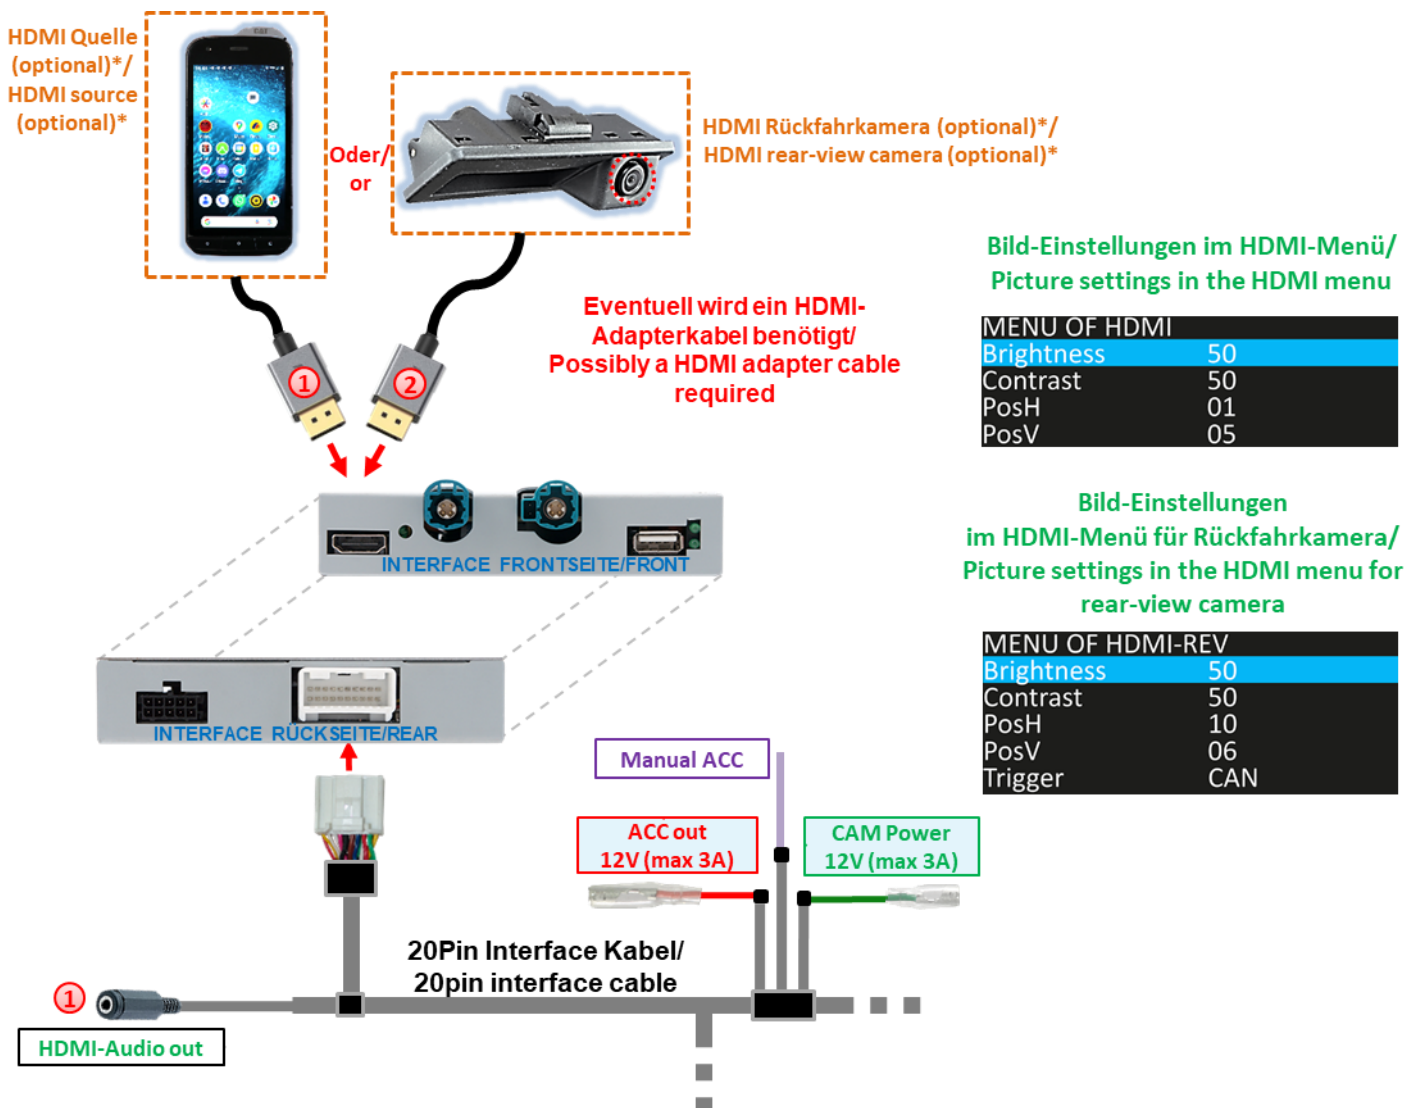 HDMI Quelle
(optional)*/
HDMI source
(optional)*
Oder/
or
HDMI Rückfahrkamera (optional)*/
HDMI rear-view camera (optional)*
Eventuell wird ein HDMI-
Adapterkabel benötigt/
Possibly a HDMI adapter cable
required
1
2
Bild-Einstellungen im HDMI-Menü/
Picture settings in the HDMI menu
MENU OF HDMI
Brightness 50
Contrast 50
PosH 01
PosV 05
INTERFACE FRONTSEITE/FRONT
Bild-Einstellungen
im HDMI-Menü für Rückfahrkamera/
Picture settings in the HDMI menu for
rear-view camera
MENU OF HDMI-REV
Brightness 50
Contrast 50
PosH 10
PosV 06
Trigger CAN
INTERFACE RÜCKSEITE/REAR
Manual ACC
ACC out
12V (max 3A)
CAM Power
12V (max 3A)
20Pin Interface Kabel/
20pin interface cable
1
HDMI-Audio out